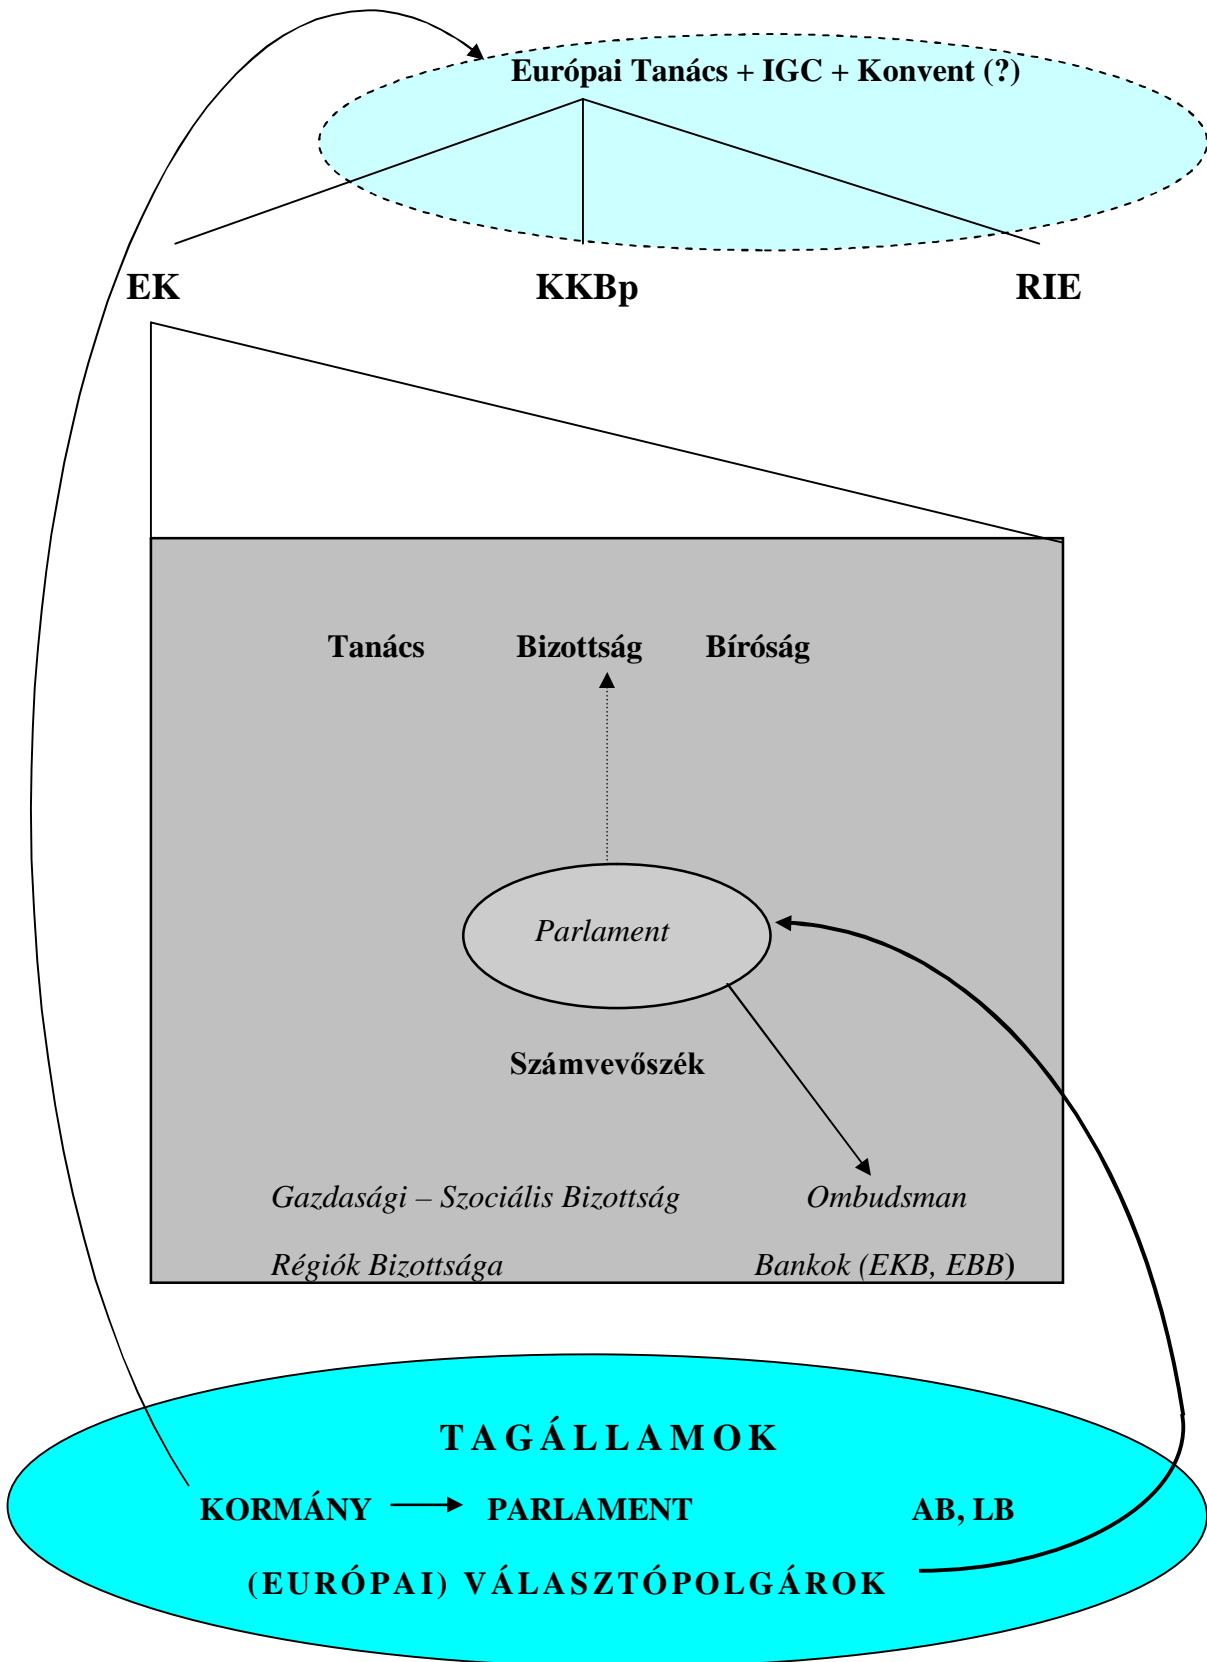 Európai Tanács + IGC + Konvent (?)
EK KKBp RIE
Tanács Bizottság Bíróság
Parlament
Számvevőszék
Gazdasági – Szociális Bizottság Ombudsman
Régiók Bizottsága Bankok (EKB, EBB)
TAGÁLLAMOK
KORMÁNY PARLAMENT AB, LB
(EURÓPAI) VÁLASZTÓPOLGÁROK